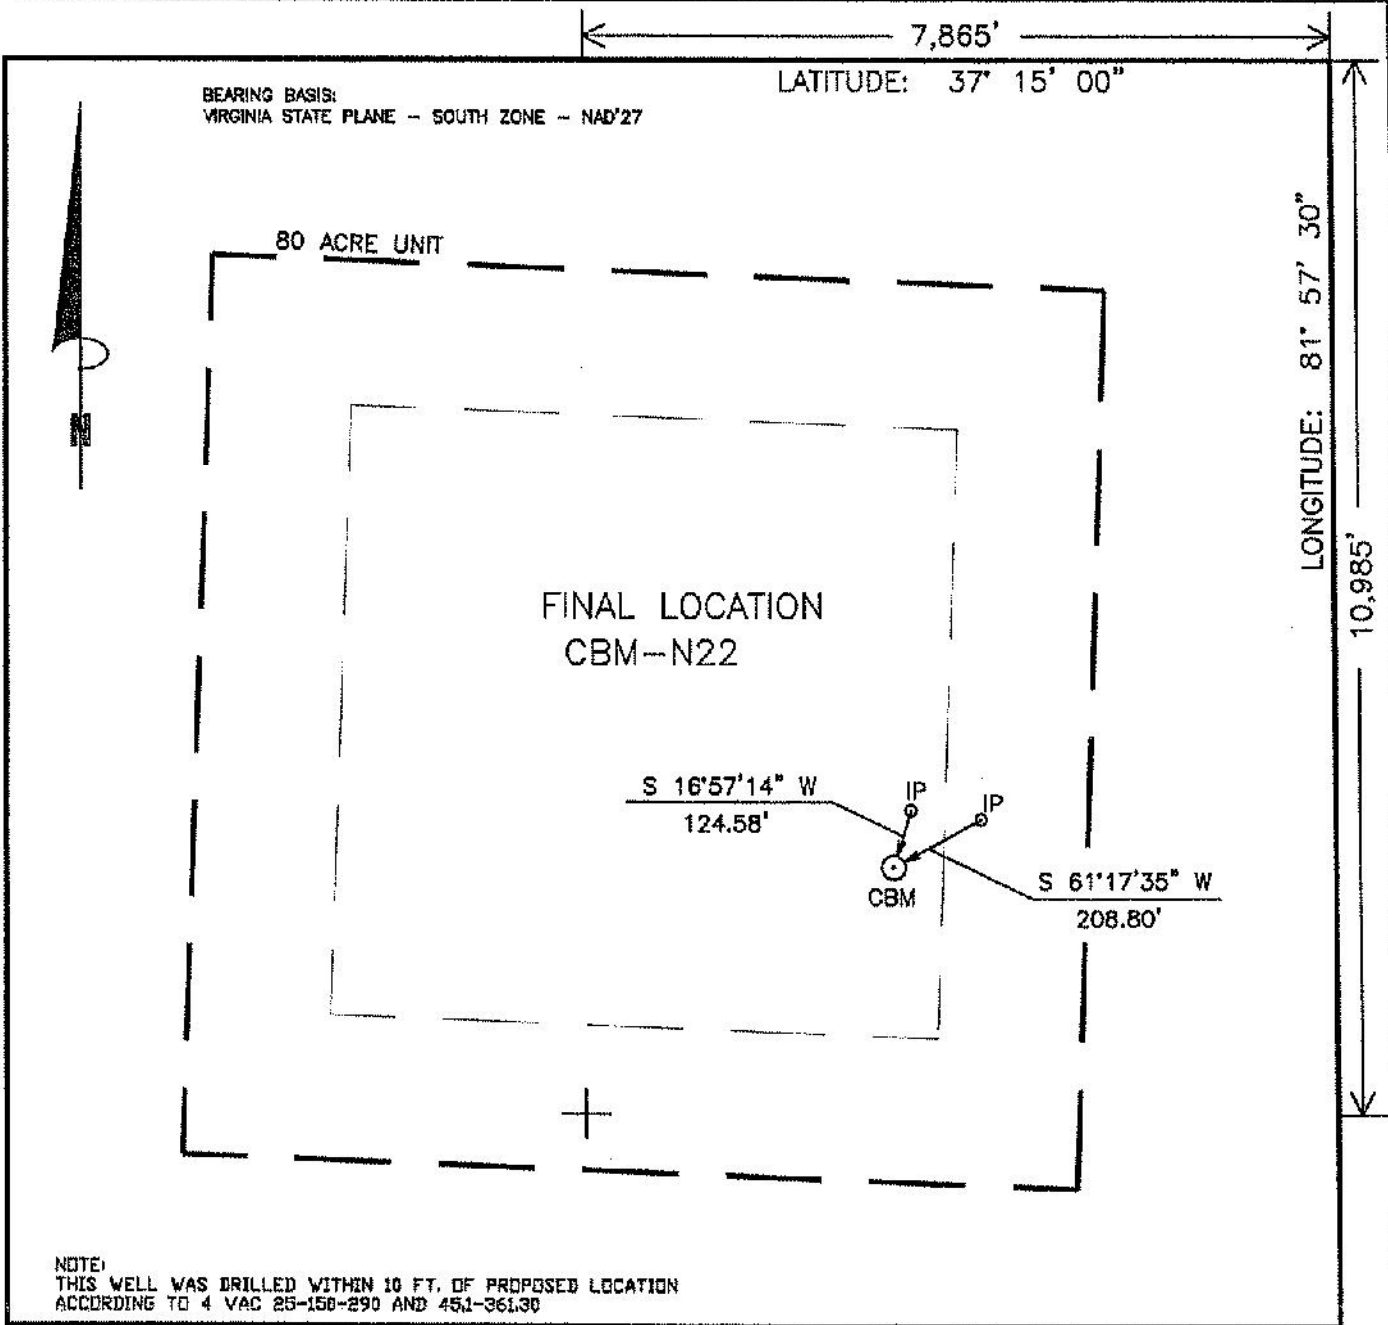 7,865'
LATITUDE: 37° 15' 00"
BEARING BASIS:
VIRGINIA STATE PLANE - SOUTH ZONE - NAD'27
80 ACRE UNIT
LONGITUDE: 81° 57' 30"
N
10,985'
FINAL LOCATION
CBM-N22
S 16°57'14" W
124.58'
IP
IP
CBM
S 61°17'35" W
208.80'
NOTE:
THIS WELL WAS DRILLED WITHIN 10 FT. OF PROPOSED LOCATION
ACCORDING TO 4 VAC 25-150-290 AND 45.1-361.30